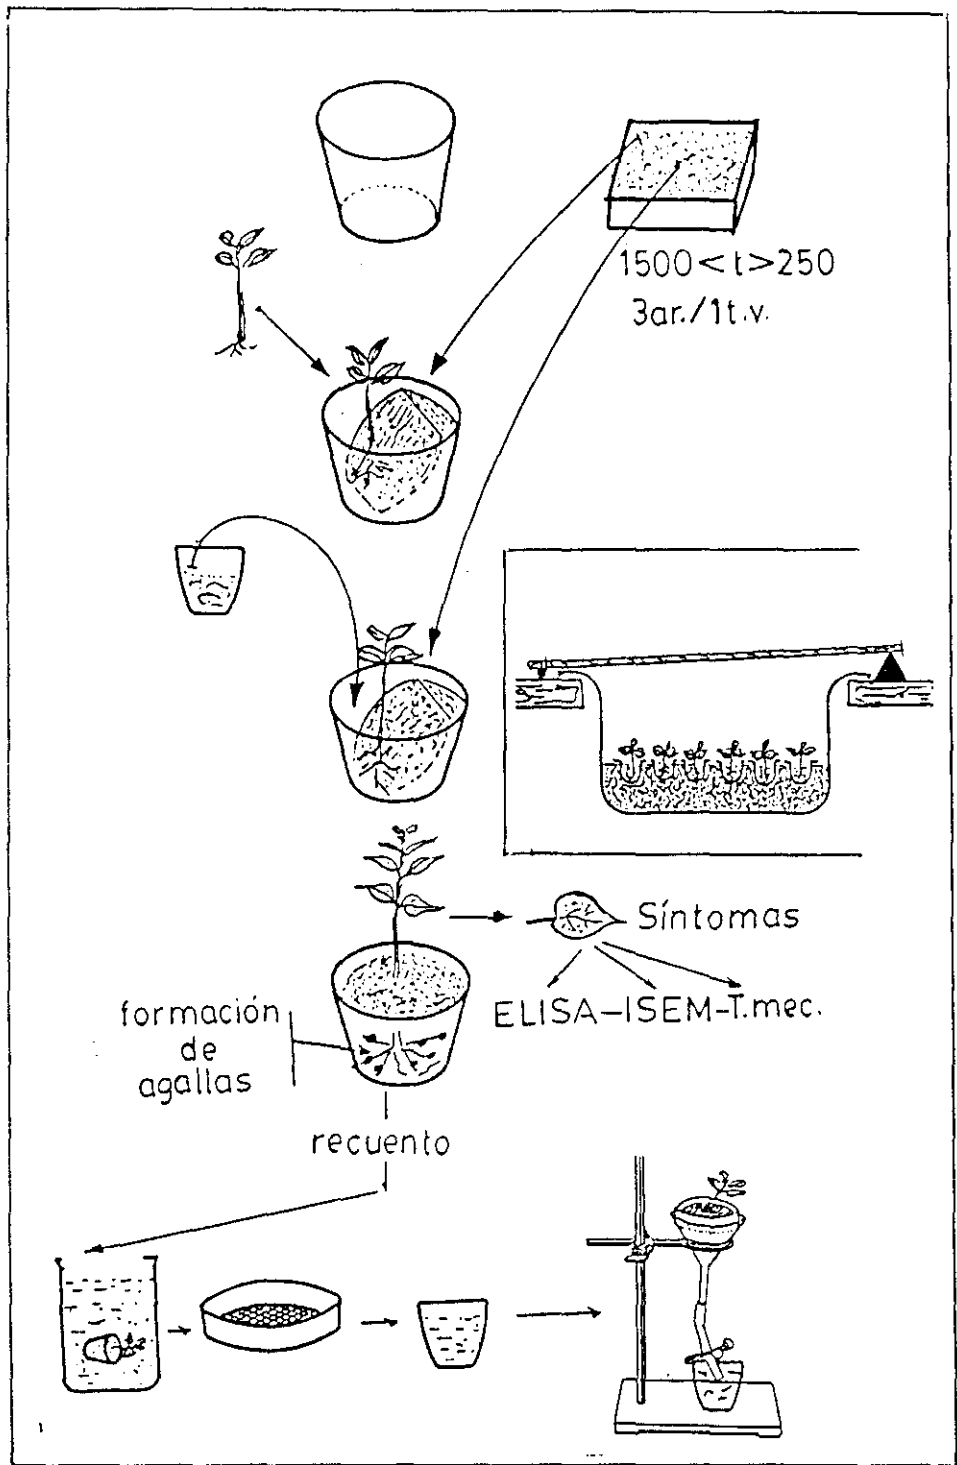 1500<t>250
3ar./1t.v.
Síntomas
ELISA-ISEM-T.mec.
formación
de
agallas
recuento